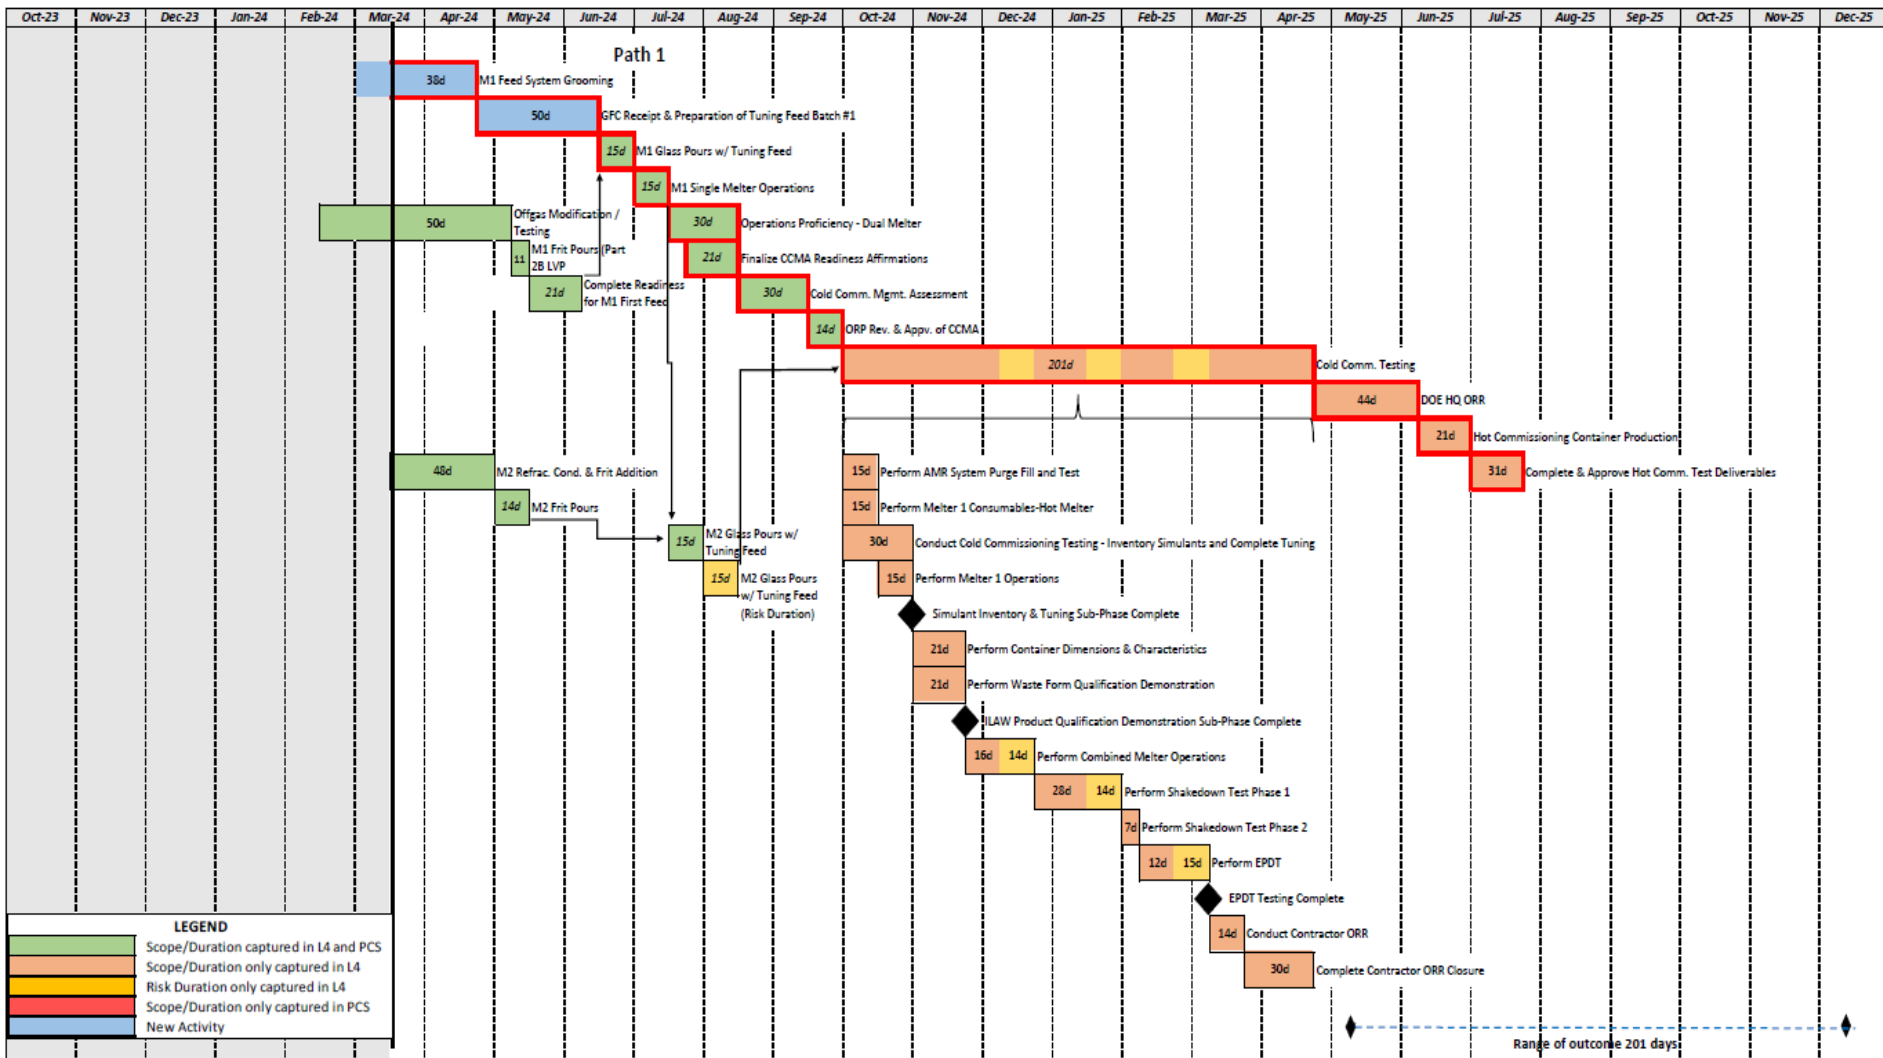 Oct-23 Nov-23 Dec-23 Jan-24 Feb-24 Mar-24 Apr-24 May-24 Jun-24 Jul-24 Aug-24 Sep-24 Oct-24 Nov-24 Dec-24 Jan-25 Feb-25 Mar-25 Apr-25 May-25 Jun-25 Jul-25 Aug-25 Sep-25 Oct-25 Nov-25 Dec-25
Path 1
38d M1 Feed System Grooming
50d GFC Receipt & Preparation of Tuning Feed Batch #1
15d M1 Glass Pours w/ Tuning Feed
15d M1 Single Melter Operations
50d Offgas Modification /
Testing
30d Operations Proficiency - Dual Melter
11 M1 Frit Pours (Part
2B LVP
21d Finalize CCMA Readiness Affirmations
21d Complete Readiness
for M1 First Feed
30d Cold Comm. Mgmt. Assessment
14d ORP Rev. & Appv. of CCMA
201d Cold Comm. Testing
44d DOE HQ ORR
21d Hot Commissioning Container Production
48d M2 Refrac. Cond. & Frit Addition
15d Perform AMR System Purge Fill and Test
31d Complete & Approve Hot Comm. Test Deliverables
14d M2 Frit Pours
15d Perform Melter 1 Consumables-Hot Melter
15d M2 Glass Pours w/
Tuning Feed
30d Conduct Cold Commissioning Testing - Inventory Simulants and Complete Tuning
15d M2 Glass Pours
w/ Tuning Feed
(Risk Duration)
15d Perform Melter 1 Operations
Simulant Inventory & Tuning Sub-Phase Complete
21d Perform Container Dimensions & Characteristics
21d Perform Waste Form Qualification Demonstration
ILAW Product Qualification Demonstration Sub-Phase Complete
16d 14d Perform Combined Melter Operations
28d 14d Perform Shakedown Test Phase 1
7d Perform Shakedown Test Phase 2
12d 15d Perform EPDT
EPDT Testing Complete
14d Conduct Contractor ORR
30d Complete Contractor ORR Closure
LEGEND
Scope/Duration captured in L4 and PCS
Scope/Duration only captured in L4
Risk Duration only captured in L4
Scope/Duration only captured in PCS
New Activity
Range of outcome 201 days